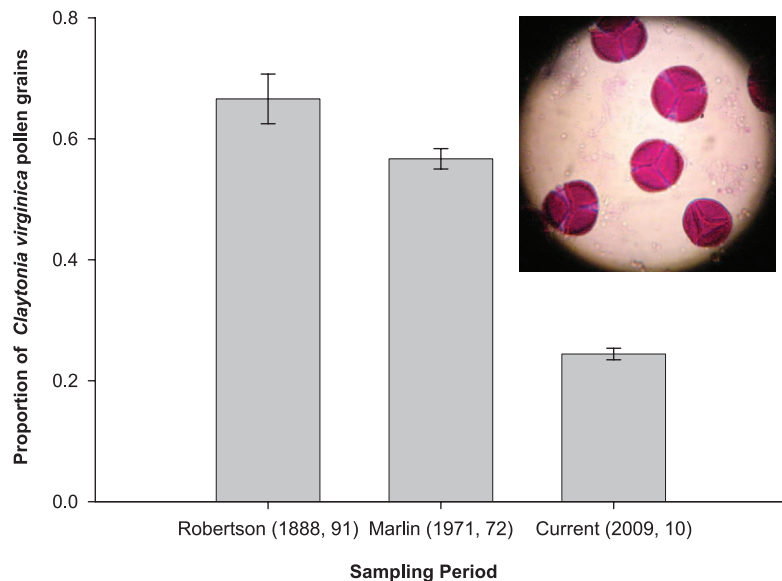 Proportion of Claytonia virginica pollen grains
0.8
0.6
0.4
0.2
0.0
Robertson (1888, 91) Marlin (1971, 72) Current (2009, 10)
Sampling Period